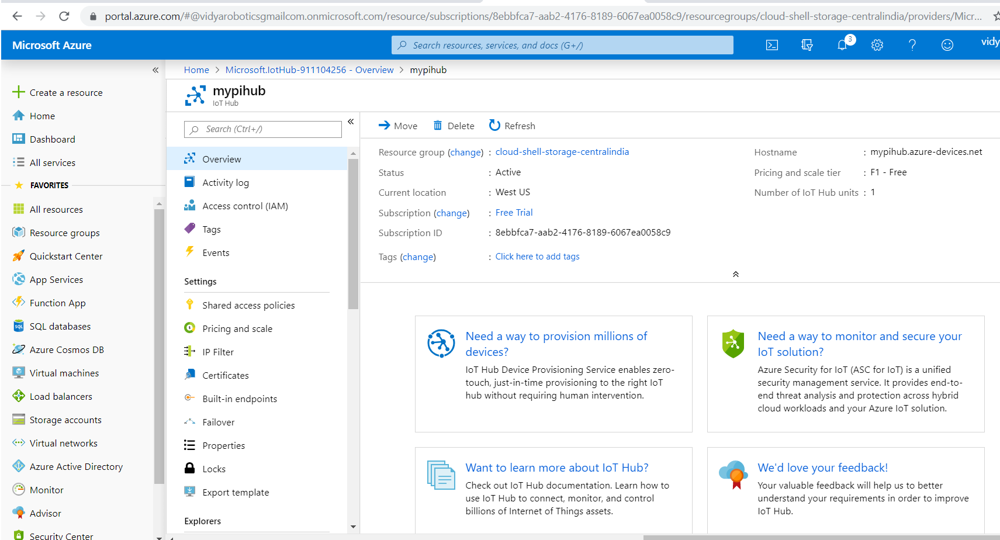 portal.azure.com/#@vidyaroboticsgmailcom.onmicrosoft.com/resource/subscriptions/8ebbfca7-aab2-4176-8189-6067ea0058c9/resourcegroups/cloud-shell-storage-centralindia/providers/Micr...
Microsoft Azure
Search resources, services, and docs (G+/)
3
vidy
«
Create a resource
Home
Dashboard
All services
FAVORITES
All resources
Resource groups
Quickstart Center
App Services
Function App
SQL databases
Azure Cosmos DB
Virtual machines
Load balancers
Storage accounts
Virtual networks
Azure Active Directory
Monitor
Advisor
Security Center
Home > Microsoft.IotHub-911104256 - Overview > mypihub
mypihub
IoT Hub
Search (Ctrl+/)
«
Overview
Activity log
Access control (IAM)
Tags
Events
Settings
Shared access policies
Pricing and scale
IP Filter
Certificates
Built-in endpoints
Failover
Properties
Locks
Export template
Explorers
Move Delete Refresh
Resource group (change) : cloud-shell-storage-centralindia
Status : Active
Current location : West US
Subscription (change) : Free Trial
Subscription ID : 8ebbfca7-aab2-4176-8189-6067ea0058c9
Tags (change) : Click here to add tags
Hostname : mypihub.azure-devices.net
Pricing and scale tier : F1 - Free
Number of IoT Hub units : 1
Need a way to provision millions of
devices?
IoT Hub Device Provisioning Service enables zero-
touch, just-in-time provisioning to the right IoT
hub without requiring human intervention.
Need a way to monitor and secure your
IoT solution?
Azure Security for IoT (ASC for IoT) is a unified
security management service. It provides end-to-
end threat analysis and protection across hybrid
cloud workloads and your Azure IoT solution.
Want to learn more about IoT Hub?
Check out IoT Hub documentation. Learn how to
use IoT Hub to connect, monitor, and control
billions of Internet of Things assets.
We'd love your feedback!
Your valuable feedback will help us to better
understand your requirements in order to improve
IoT Hub.